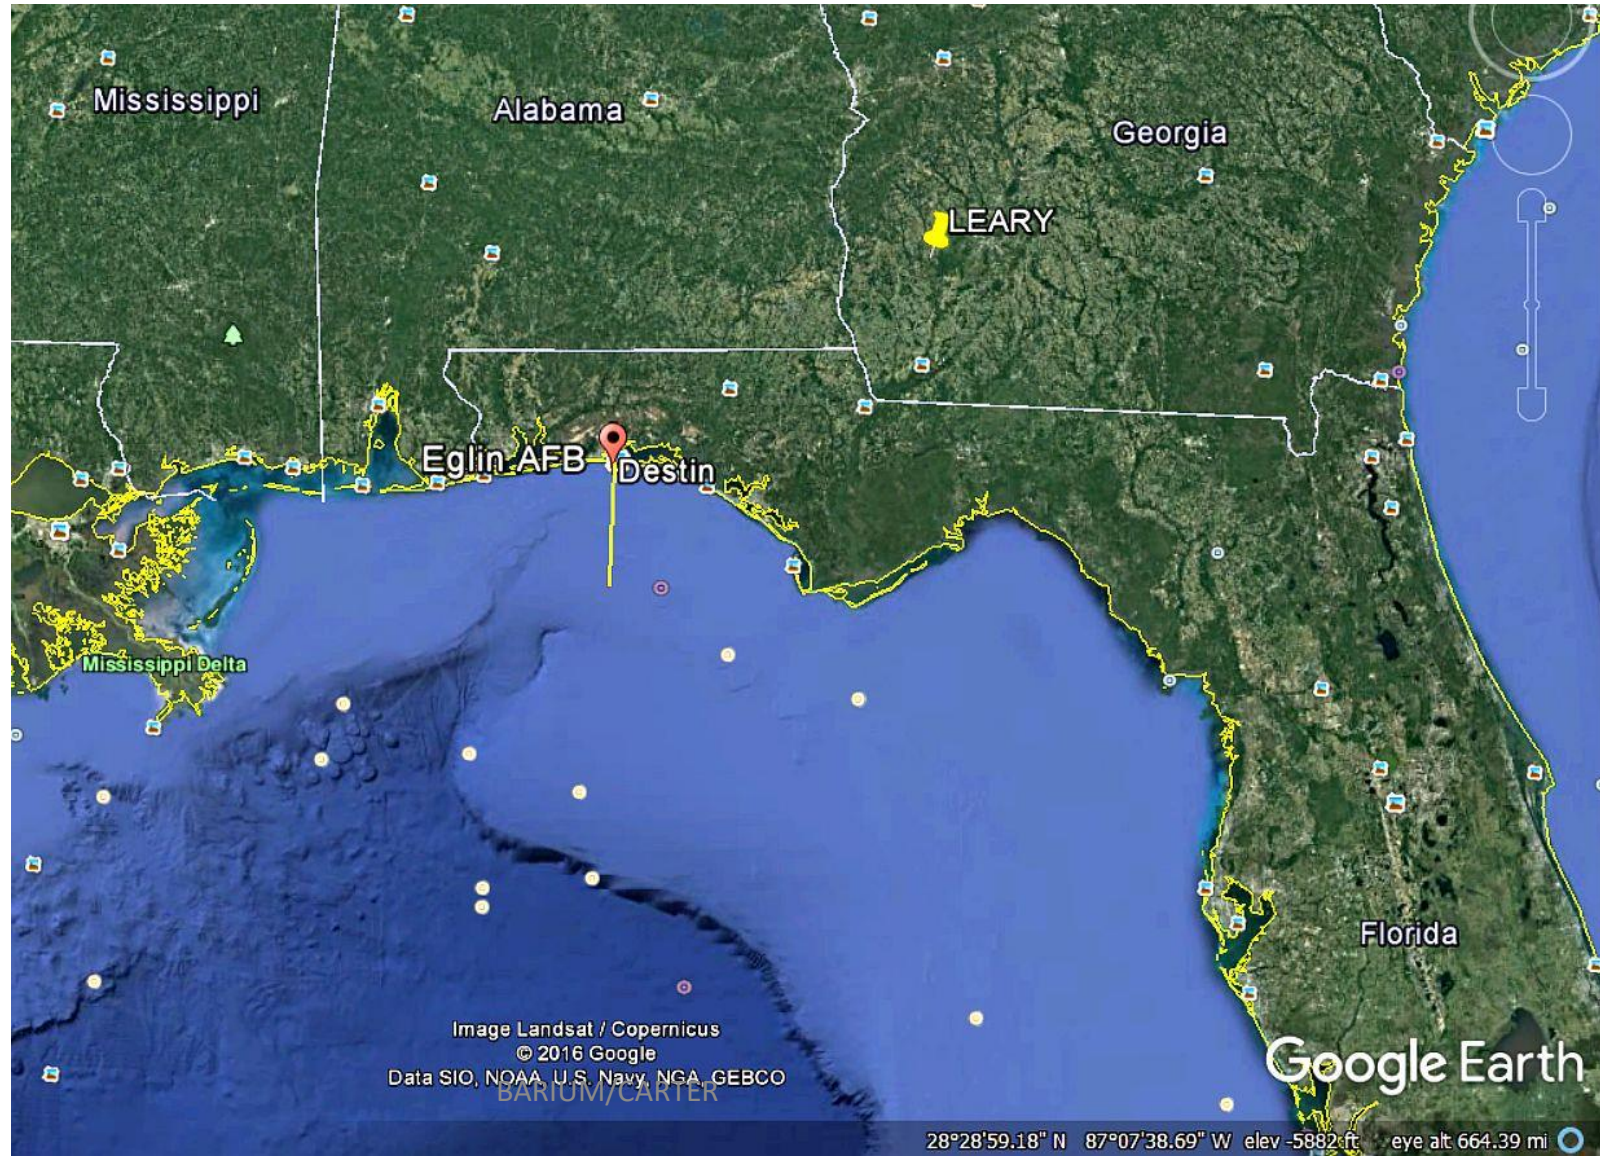 Mississippi
Alabama
Georgia
LEARY
Eglin AFB
Destin
Mississippi Delta
Florida
Image Landsat / Copernicus
© 2016 Google
Data SIO, NOAA, U.S. Navy, NGA, GEBCO
BARIUM/CARTER
Google Earth
28°28'59.18" N 87°07'38.69" W elev -5882 ft eye alt 664.39 mi